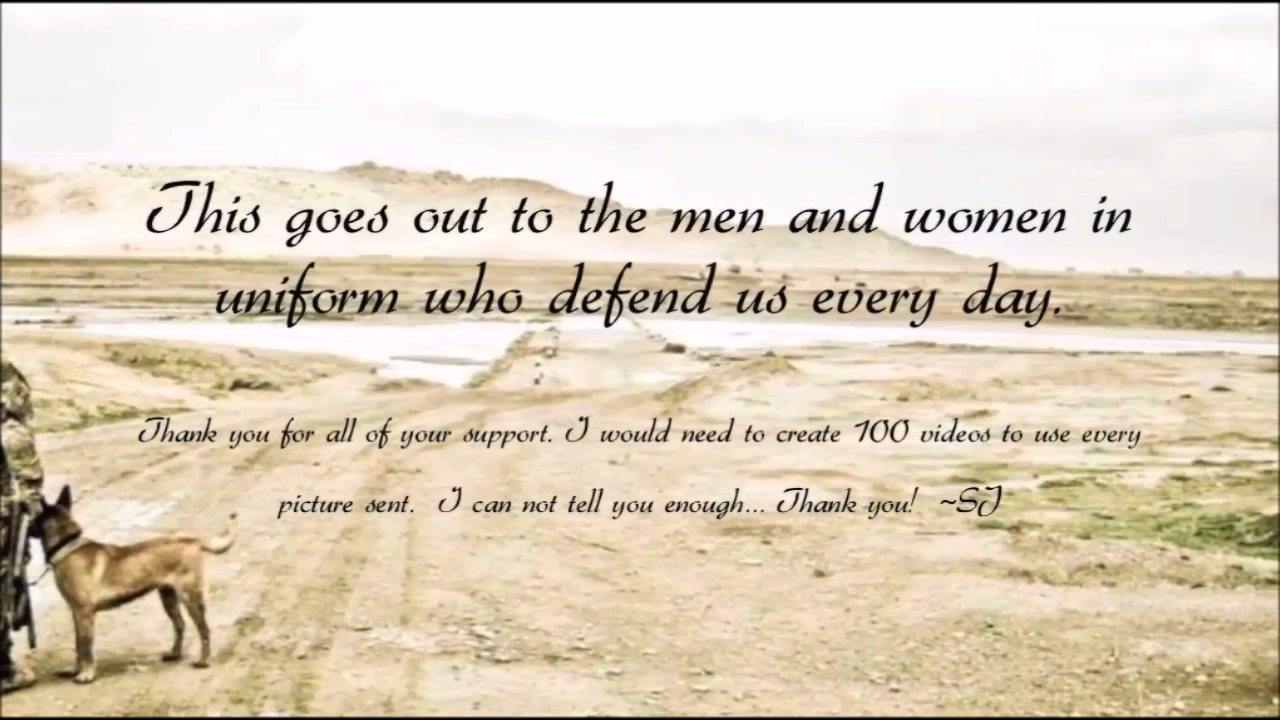 This goes out to the men and women in
uniform who defend us every day.
Thank you for all of your support. I would need to create 100 videos to use every
picture sent.  I can not tell you enough... Thank you!  ~SJ